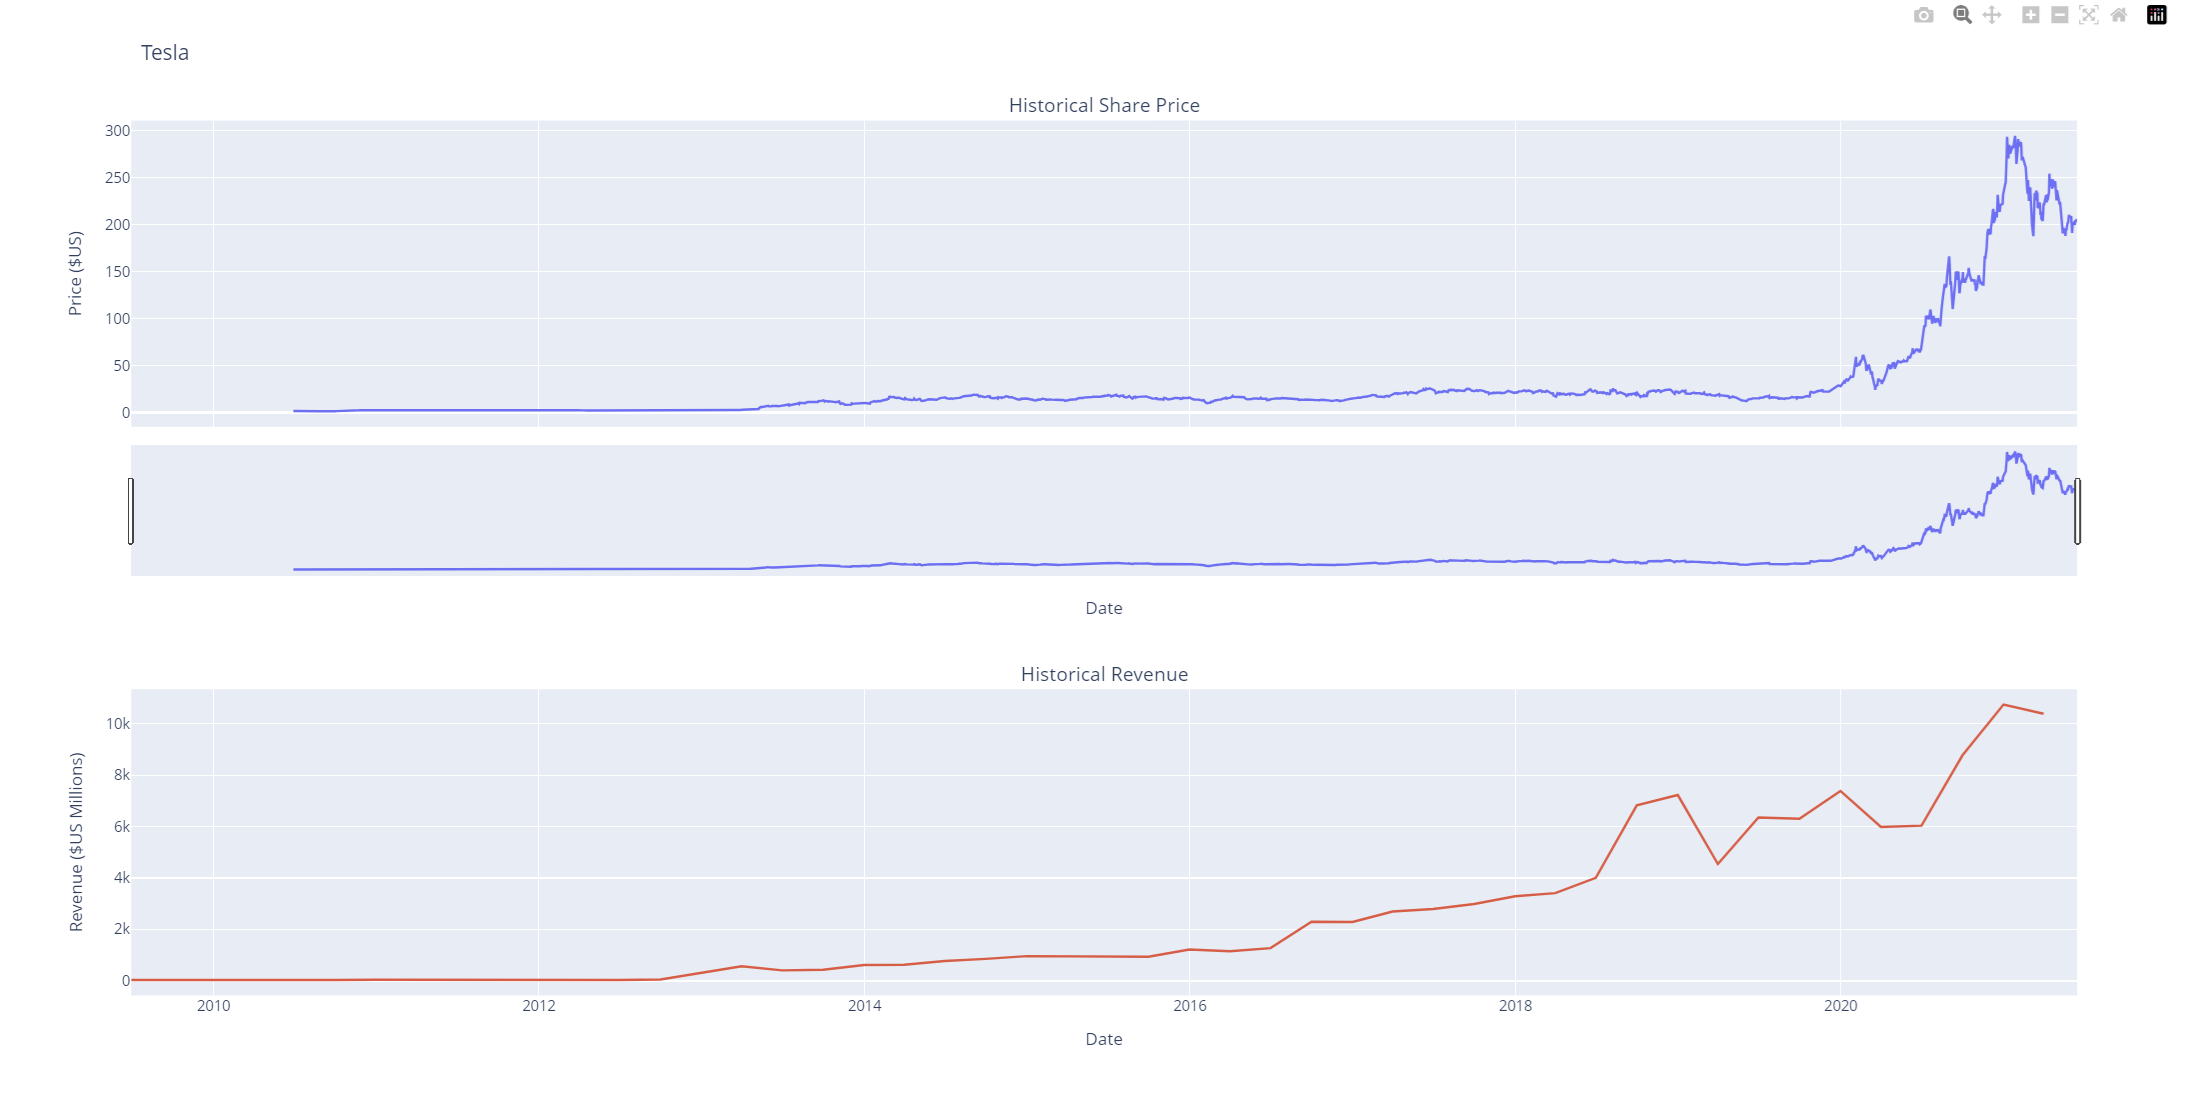 Tesla
Historical Share Price
300
250
200
150
100
50
0
Price ($US)
Date
Historical Revenue
10k
8k
6k
4k
2k
0
Revenue ($US Millions)
2010 2012 2014 2016 2018 2020
Date